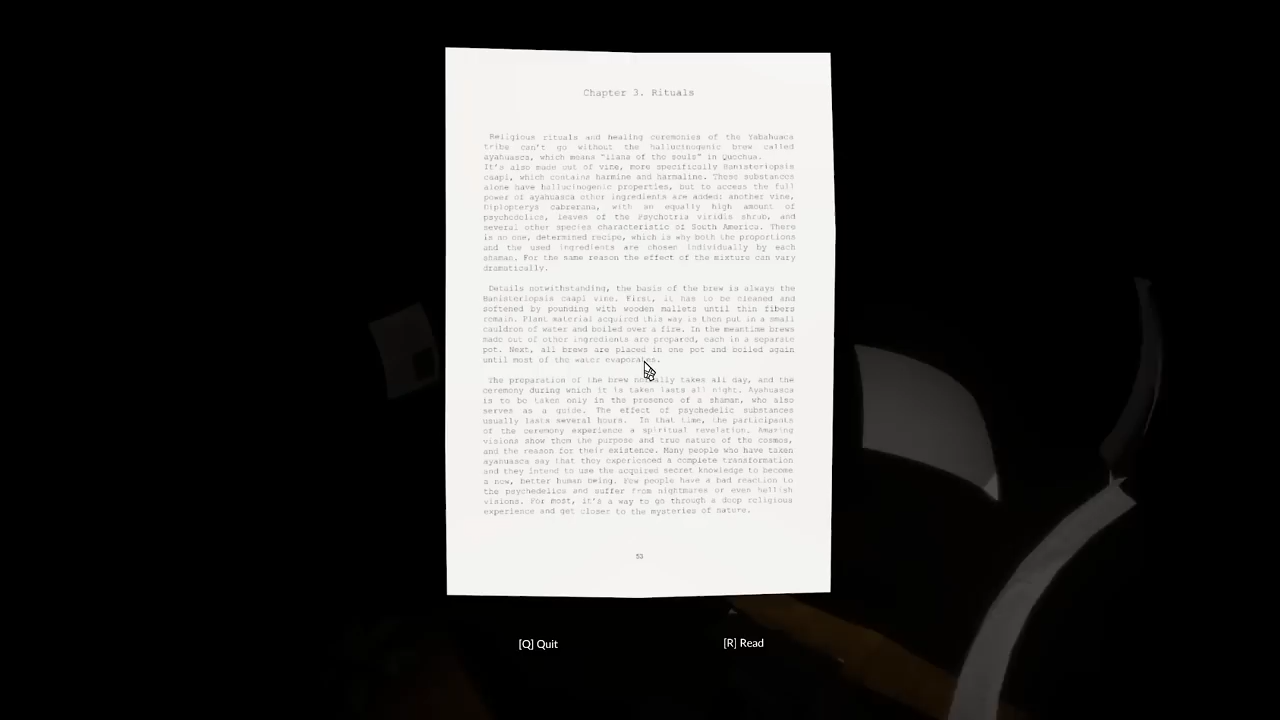 Chapter 3. Rituals
Religious rituals and healing ceremonies of the Yabahuaca
tribe can't go without the hallucinogenic brew called
ayahuasca, which means "liana of the souls" in Quechua.
It's also made out of vine, more specifically Banisteriopsis
caapi, which contains harmine and harmaline. These substances
alone have hallucinogenic properties, but to access the full
power of ayahuasca other ingredients are added: another vine,
Diplopterys cabrerana, with an equally high amount of
psychedelics, leaves of the Psychotria viridis shrub, and
several other species characteristic of South America. There
is no one, determined recipe, which is why both the proportions
and the used ingredients are chosen individually by each
shaman. For the same reason the effect of the mixture can vary
dramatically.
Details notwithstanding, the basis of the brew is always the
Banisteriopsis caapi vine. First, it has to be cleaned and
softened by pounding with wooden mallets until thin fibers
remain. Plant material acquired this way is then put in a small
cauldron of water and boiled over a fire. In the meantime brews
made out of other ingredients are prepared, each in a separate
pot. Next, all brews are placed in one pot and boiled again
until most of the water evaporates.
The preparation of the brew normally takes all day, and the
ceremony during which it is taken lasts all night. Ayahuasca
is to be taken only in the presence of a shaman, who also
serves as a guide. The effect of psychedelic substances
usually lasts several hours. In that time, the participants
of the ceremony experience a spiritual revelation. Amazing
visions show them the purpose and true nature of the cosmos,
and the reason for their existence. Many people who have taken
ayahuasca say that they experienced a complete transformation
and they intend to use the acquired secret knowledge to become
a new, better human being. Few people have a bad reaction to
the psychedelics and suffer from nightmares or even hellish
visions. For most, it's a way to go through a deep religious
experience and get closer to the mysteries of nature.
53
[Q] Quit
[R] Read